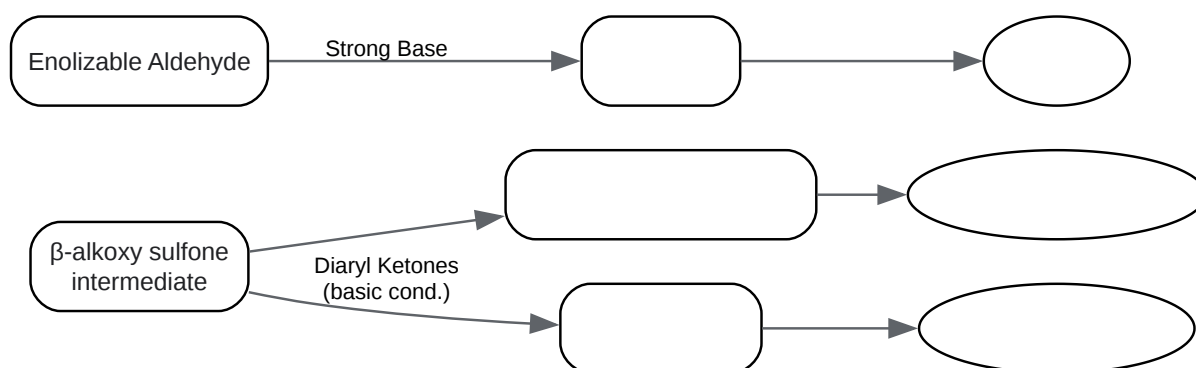 Enolizable Aldehyde
Strong Base
β-alkoxy sulfone
intermediate
Diaryl Ketones
(basic cond.)